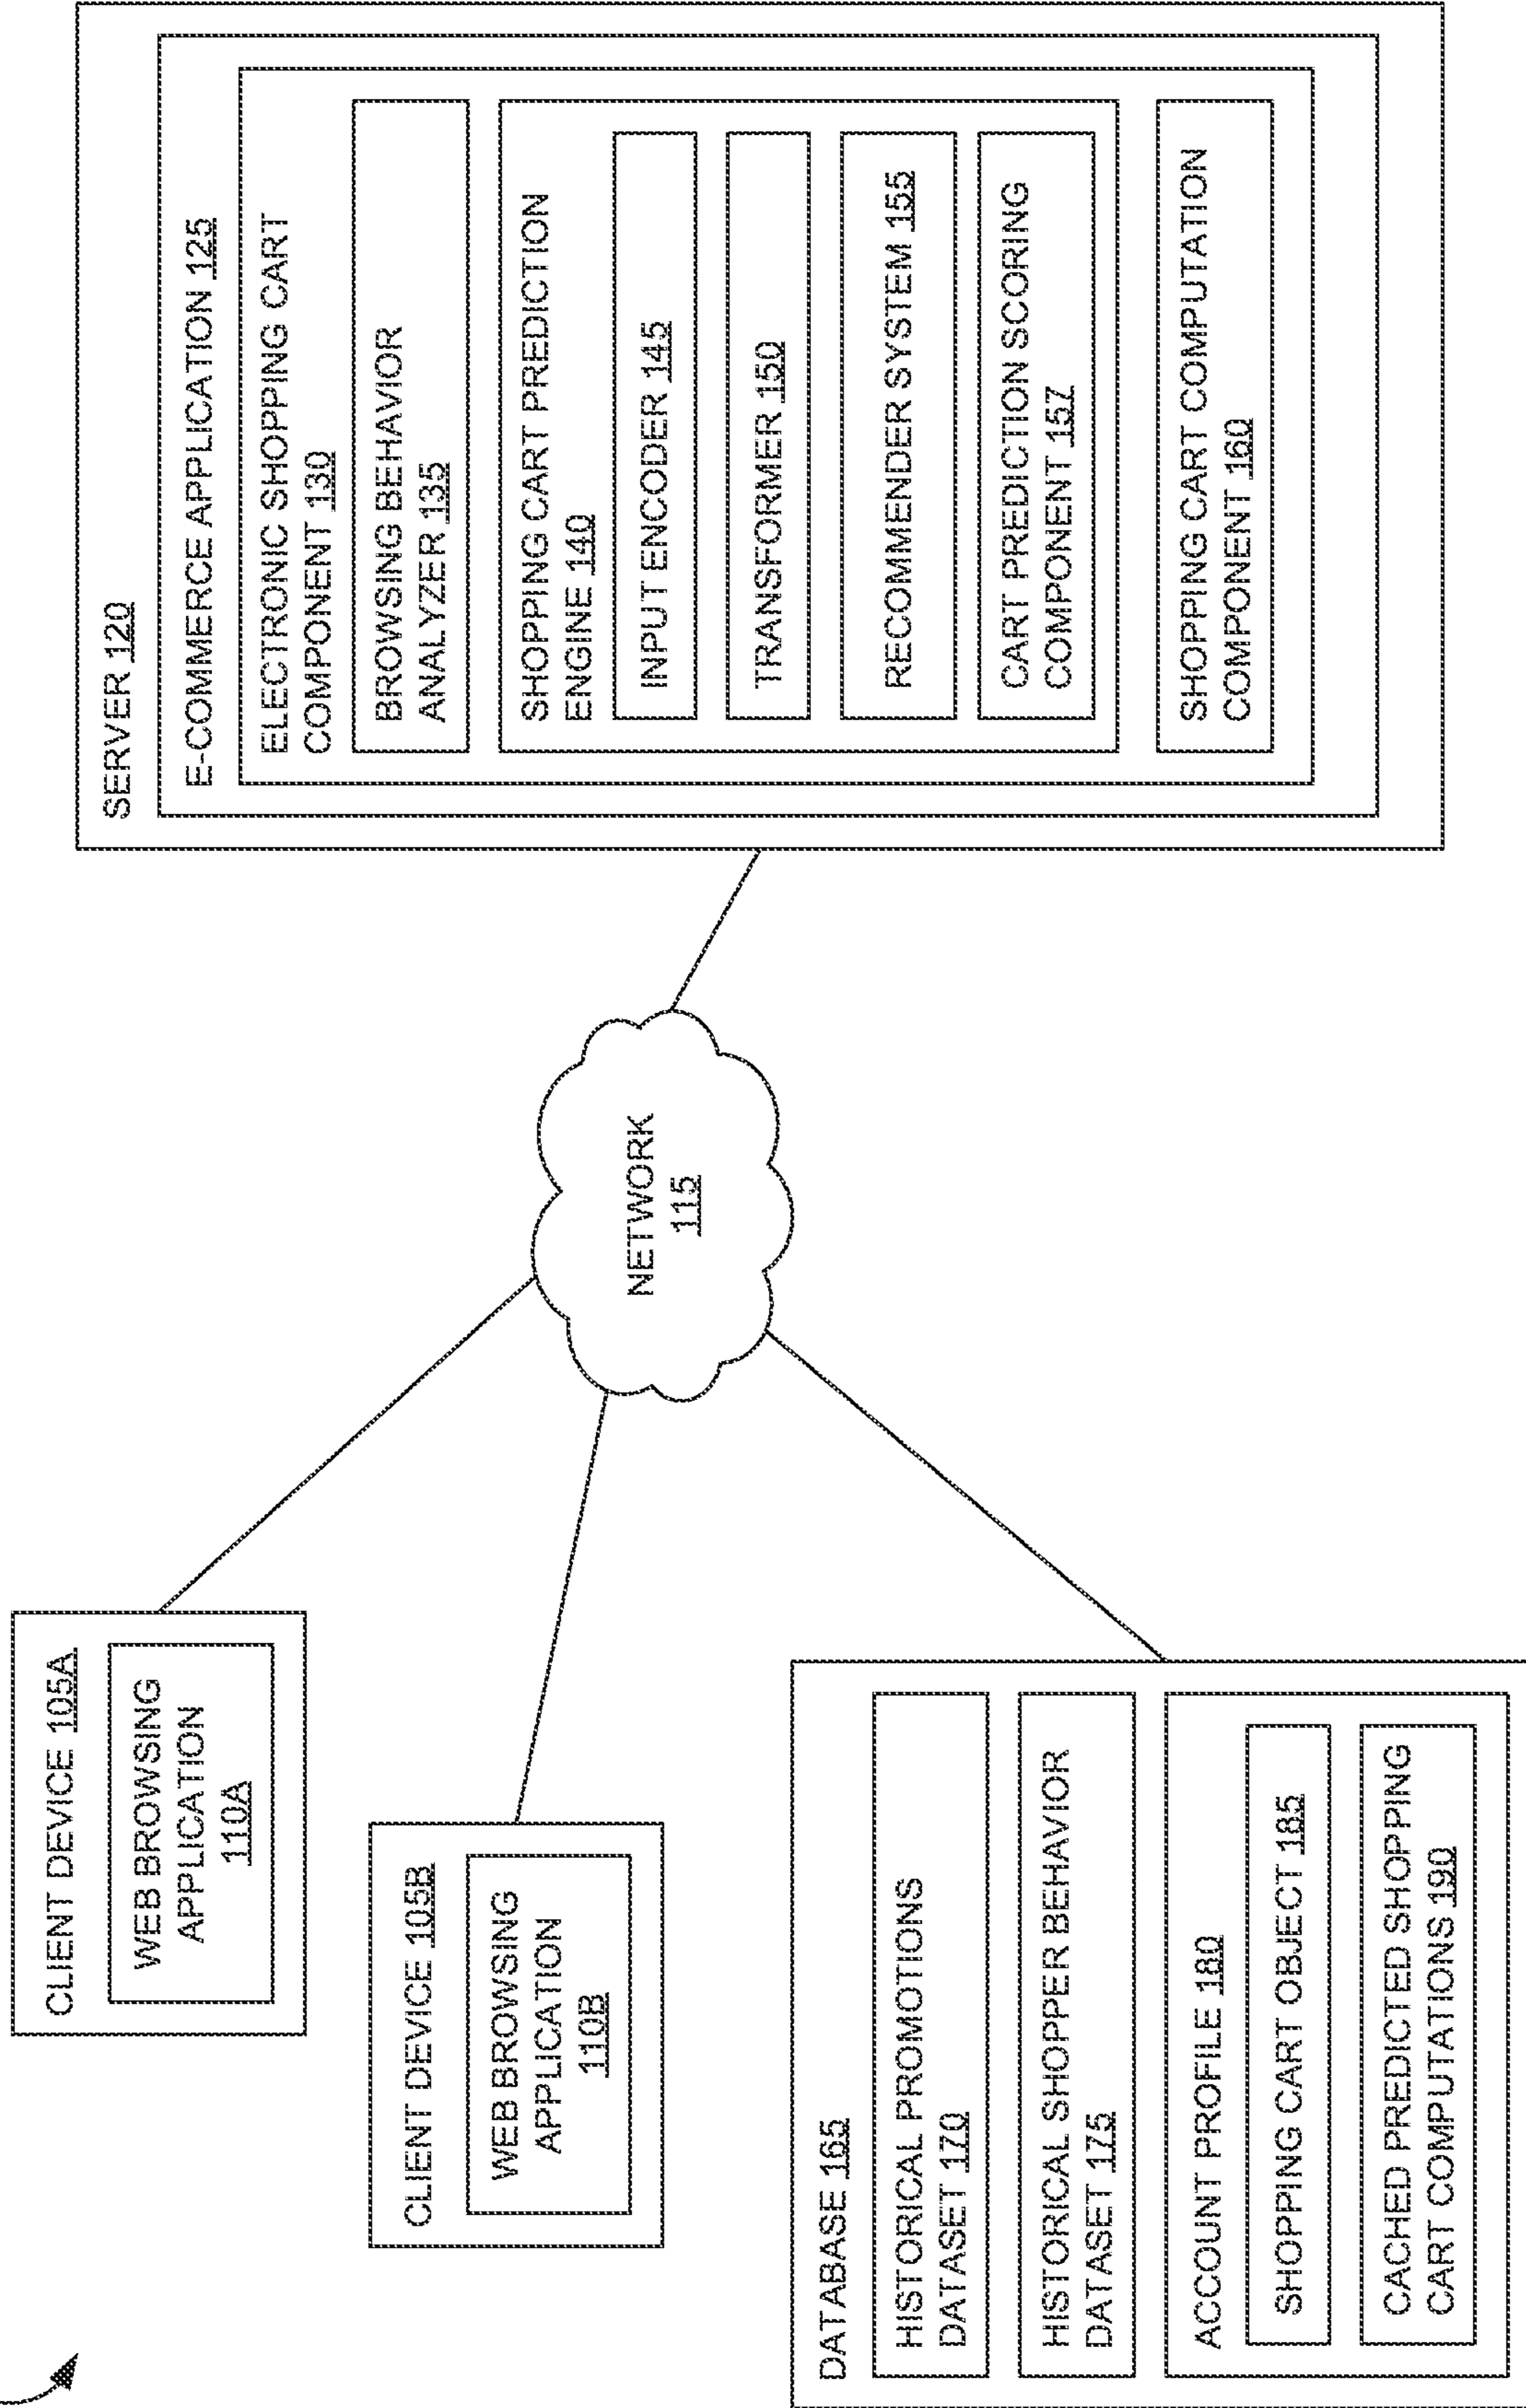 CLIENT DEVICE 105A
WEB BROWSING
APPLICATION
110A
CLIENT DEVICE 105B
WEB BROWSING
APPLICATION
110B
DATABASE 165
HISTORICAL PROMOTIONS
DATASET 170
HISTORICAL SHOPPER BEHAVIOR
DATASET 175
ACCOUNT PROFILE 180
SHOPPING CART OBJECT 185
CACHED PREDICTED SHOPPING
CART COMPUTATIONS 190
NETWORK
115
SERVER 120
E-COMMERCE APPLICATION 125
ELECTRONIC SHOPPING CART
COMPONENT 130
BROWSING BEHAVIOR
ANALYZER 135
SHOPPING CART PREDICTION
ENGINE 140
INPUT ENCODER 145
TRANSFORMER 150
RECOMMENDER SYSTEM 155
CART PREDICTION SCORING
COMPONENT 157
SHOPPING CART COMPUTATION
COMPONENT 160